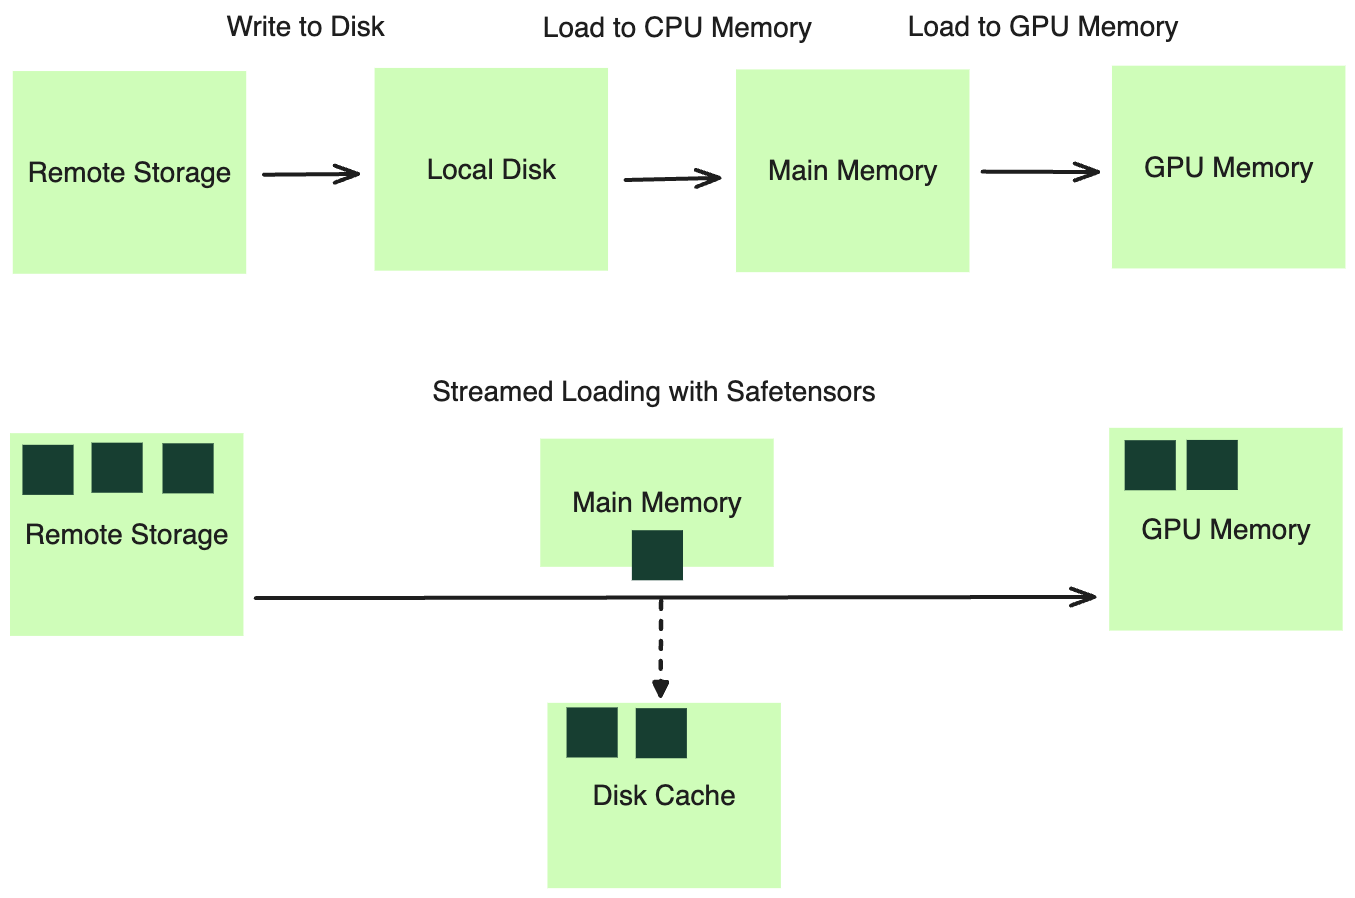 Write to Disk
Load to CPU Memory
Load to GPU Memory
Remote Storage
Local Disk
Main Memory
GPU Memory
Streamed Loading with Safetensors
Remote Storage
Main Memory
GPU Memory
Disk Cache